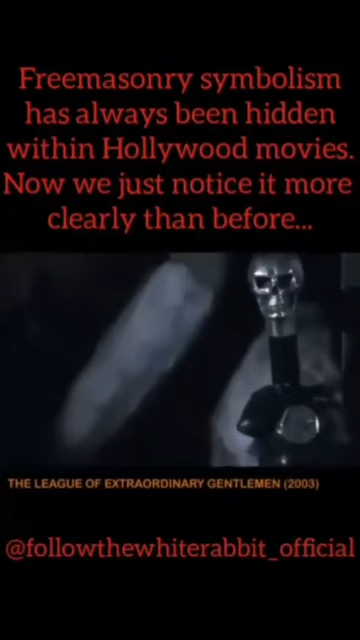 Freemasonry symbolism
has always been hidden
within Hollywood movies.
Now we just notice it more
clearly than before...
THE LEAGUE OF EXTRAORDINARY GENTLEMEN (2003)
@followthewhiterabbit_official